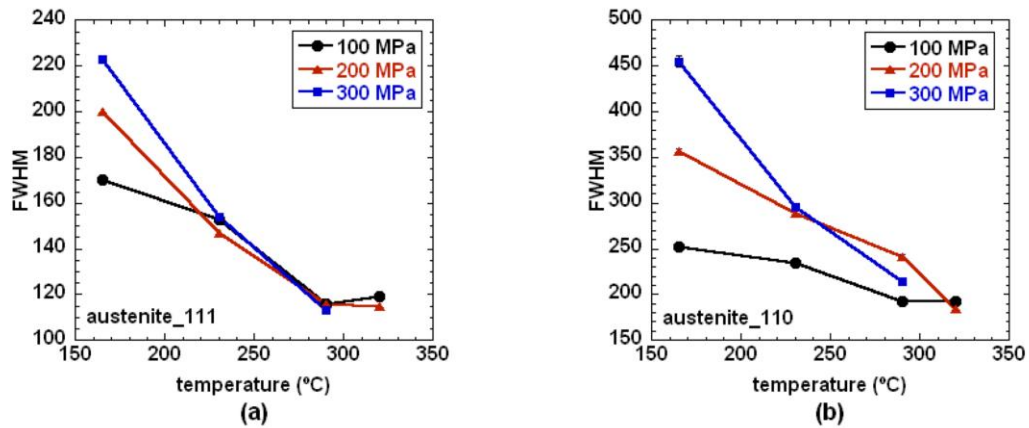 240
220
200
180
160
140
120
100
FWHM
100 MPa
200 MPa
300 MPa
austenite_111
150 200 250 300 350
temperature (ºC)
(a)
500
450
400
350
300
250
200
150
FWHM
100 MPa
200 MPa
300 MPa
austenite_110
150 200 250 300 350
temperature (ºC)
(b)